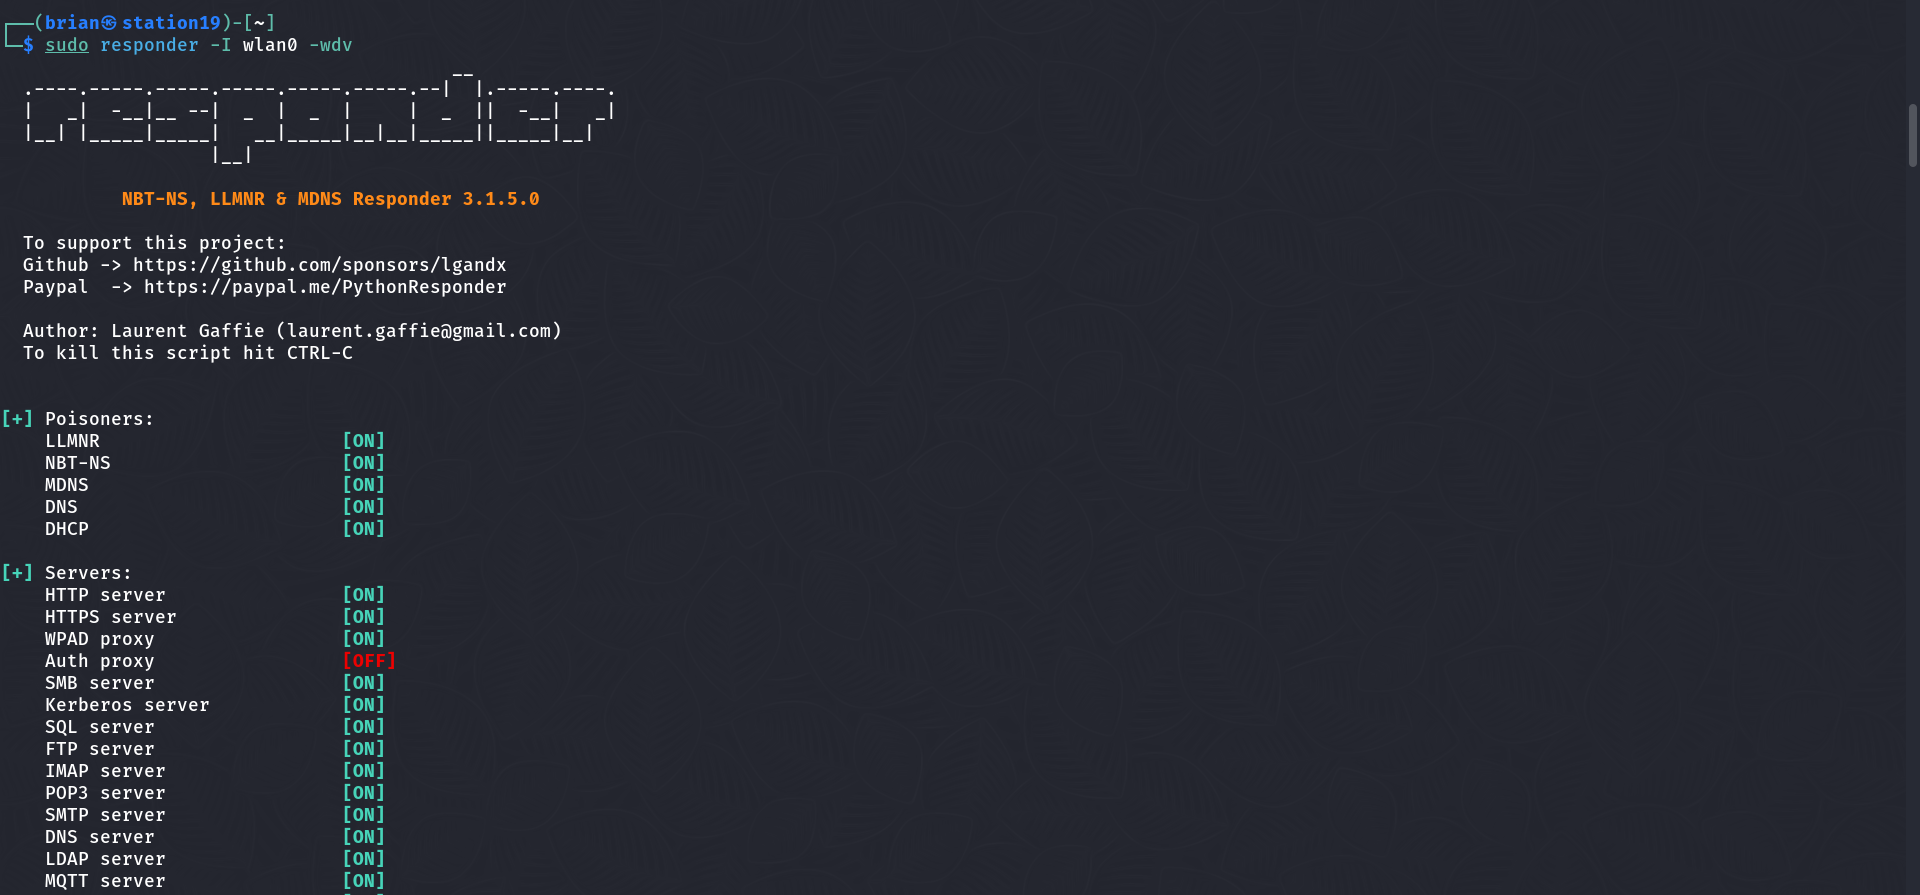 ┌──(brian㉿station19)-[~]
└─$ sudo responder -I wlan0 -wdv
                                         __
  .----.-----.-----.-----.-----.-----.--|  |.-----.----.
  |   _|  -__|__ --|  _  |  _  |     |  _  ||  -__|   _|
  |__| |_____|_____|   __|_____|__|__|_____||_____|__|
                   |__|
NBT-NS, LLMNR & MDNS Responder 3.1.5.0
To support this project:
Github -> https://github.com/sponsors/lgandx
Paypal  -> https://paypal.me/PythonResponder
Author: Laurent Gaffie (laurent.gaffie@gmail.com)
To kill this script hit CTRL-C
[+] Poisoners:
LLMNR [ON]
NBT-NS [ON]
MDNS [ON]
DNS [ON]
DHCP [ON]
[+] Servers:
HTTP server [ON]
HTTPS server [ON]
WPAD proxy [ON]
Auth proxy [OFF]
SMB server [ON]
Kerberos server [ON]
SQL server [ON]
FTP server [ON]
IMAP server [ON]
POP3 server [ON]
SMTP server [ON]
DNS server [ON]
LDAP server [ON]
MQTT server [ON]